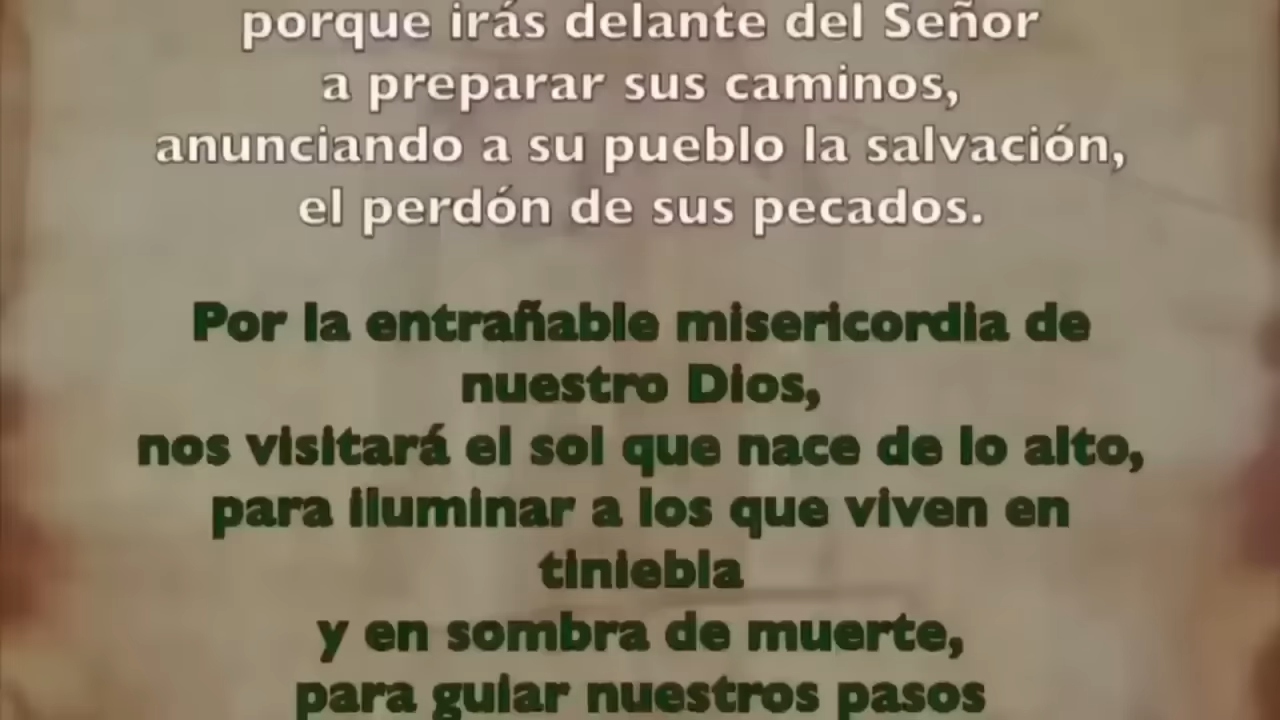 porque irás delante del Señor
a preparar sus caminos,
anunciando a su pueblo la salvación,
el perdón de sus pecados.
Por la entrañable misericordia de
nuestro Dios,
nos visitará el sol que nace de lo alto,
para iluminar a los que viven en
tiniebla
y en sombra de muerte,
para guiar nuestros pasos